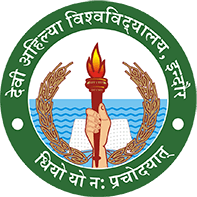 देवी अहिल्या विश्वविद्यालय, इन्दौर
धियो यो नः प्रचोदयात्